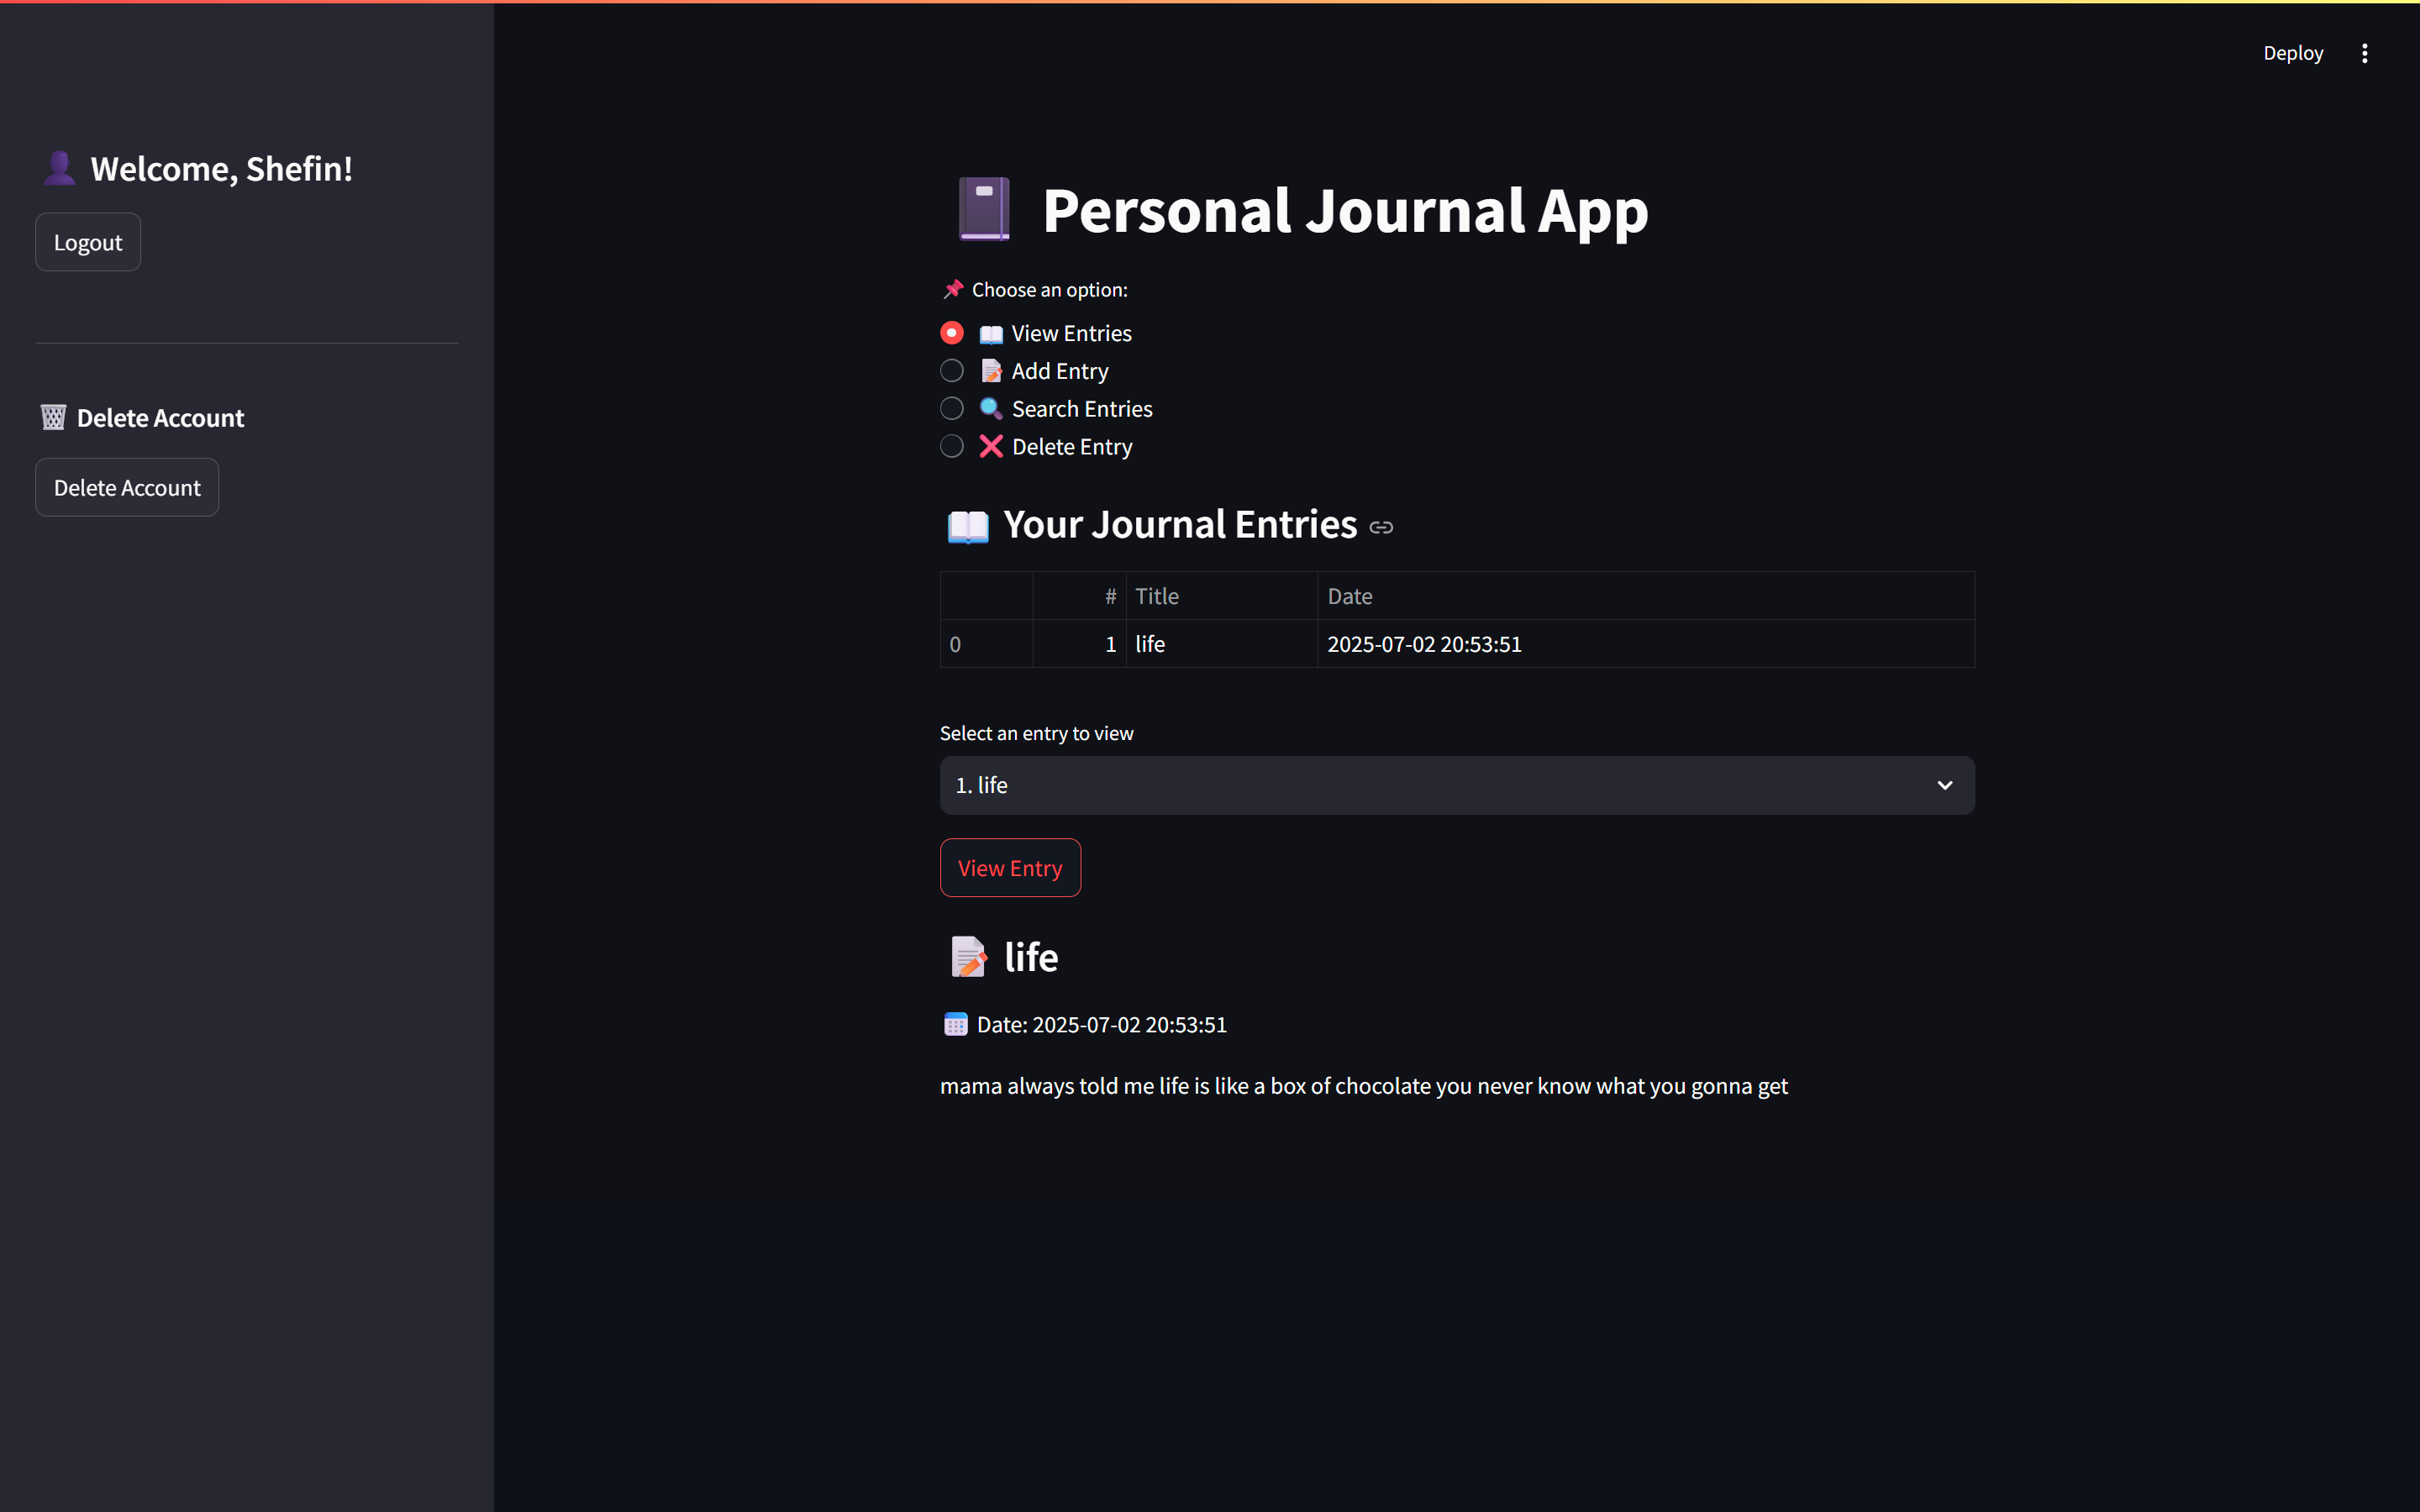 Deploy
Welcome, Shefin!
Logout
Delete Account
Delete Account
Personal Journal App
Choose an option:
View Entries
Add Entry
Search Entries
Delete Entry
Your Journal Entries
# Title Date
0 1 life 2025-07-02 20:53:51
Select an entry to view
1. life
View Entry
life
Date: 2025-07-02 20:53:51
mama always told me life is like a box of chocolate you never know what you gonna get